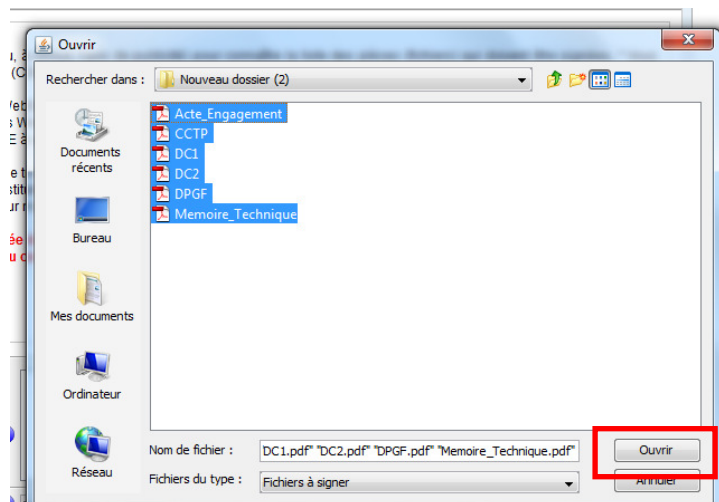 Ouvrir
Rechercher dans : Nouveau dossier (2)
Acte_Engagement
CCTP
DC1
DC2
DPGF
Memoire_Technique
Documents
récents
Bureau
Mes documents
Ordinateur
Réseau
Nom de fichier : DC1.pdf" "DC2.pdf" "DPGF.pdf" "Memoire_Technique.pdf"
Ouvrir
Fichiers du type : Fichiers à signer
Annuler